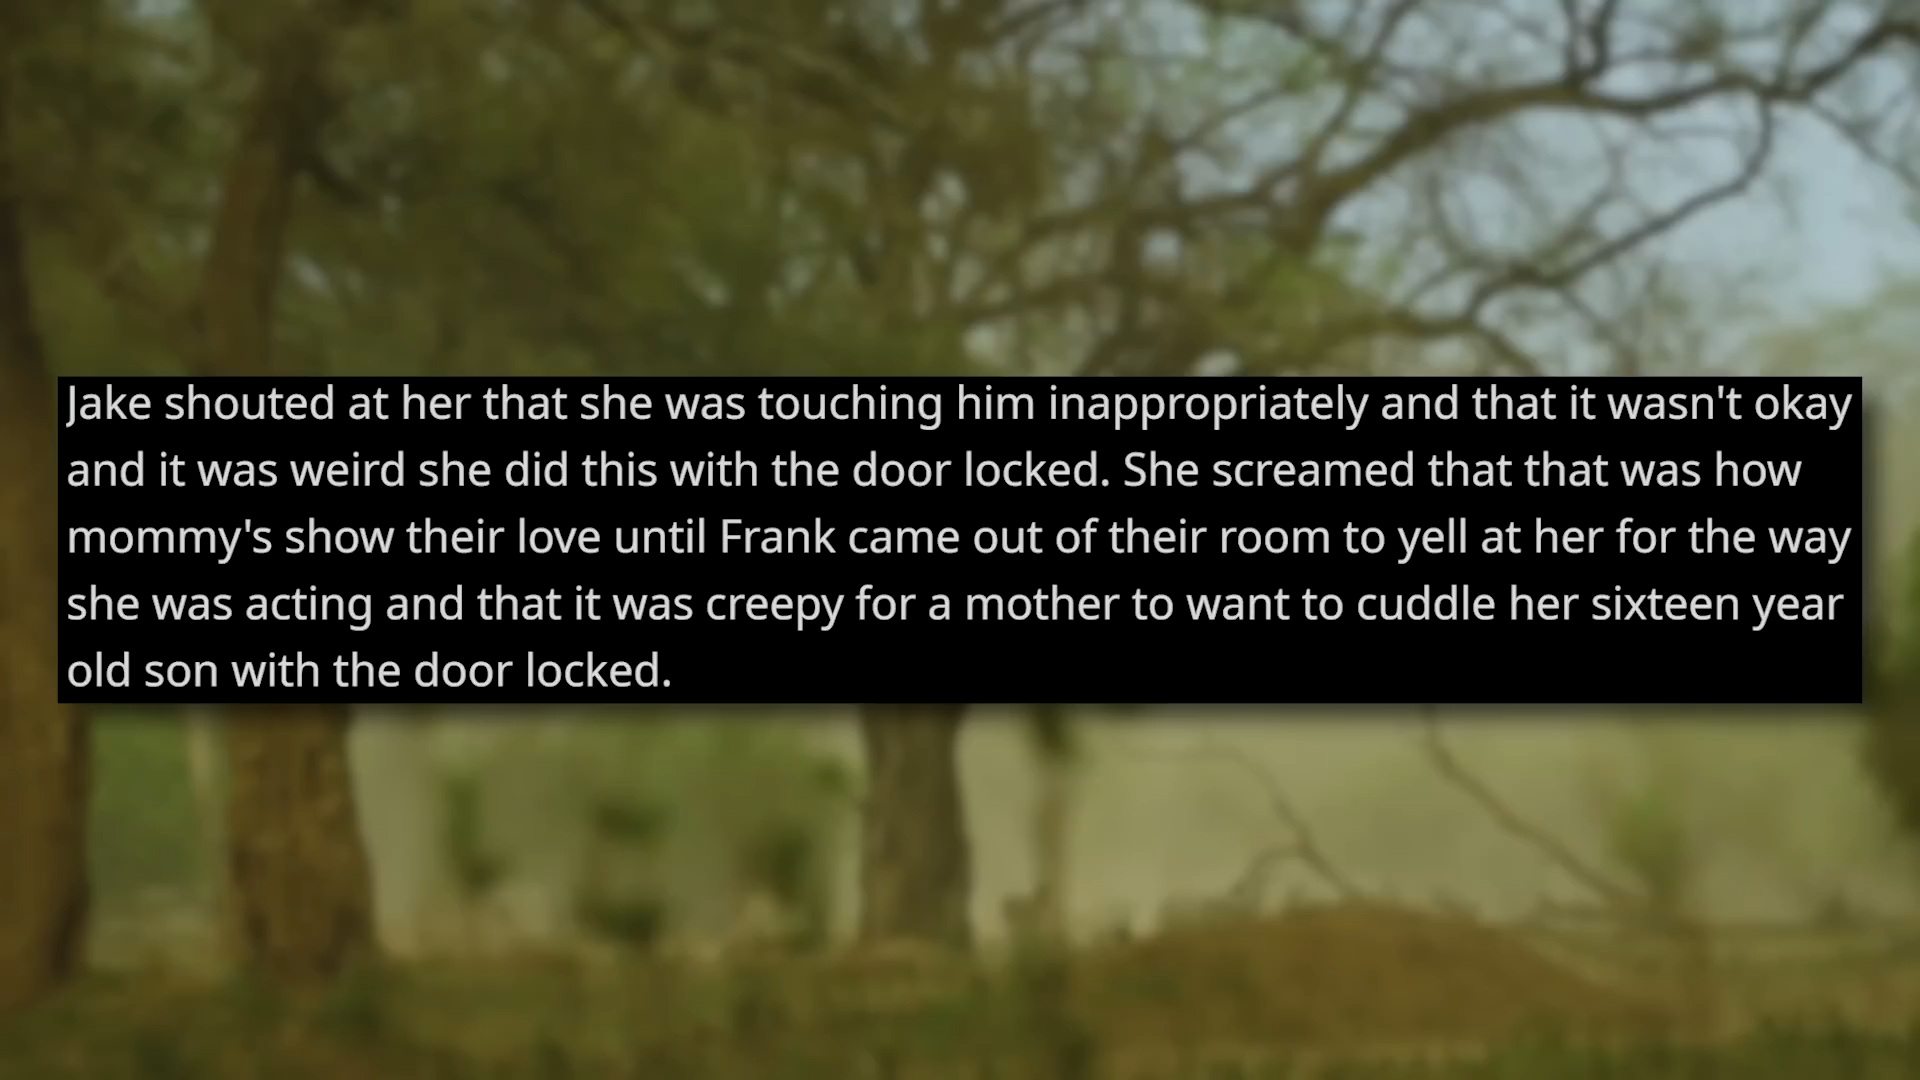 Jake shouted at her that she was touching him inappropriately and that it wasn't okay
and it was weird she did this with the door locked. She screamed that that was how
mommy's show their love until Frank came out of their room to yell at her for the way
she was acting and that it was creepy for a mother to want to cuddle her sixteen year
old son with the door locked.